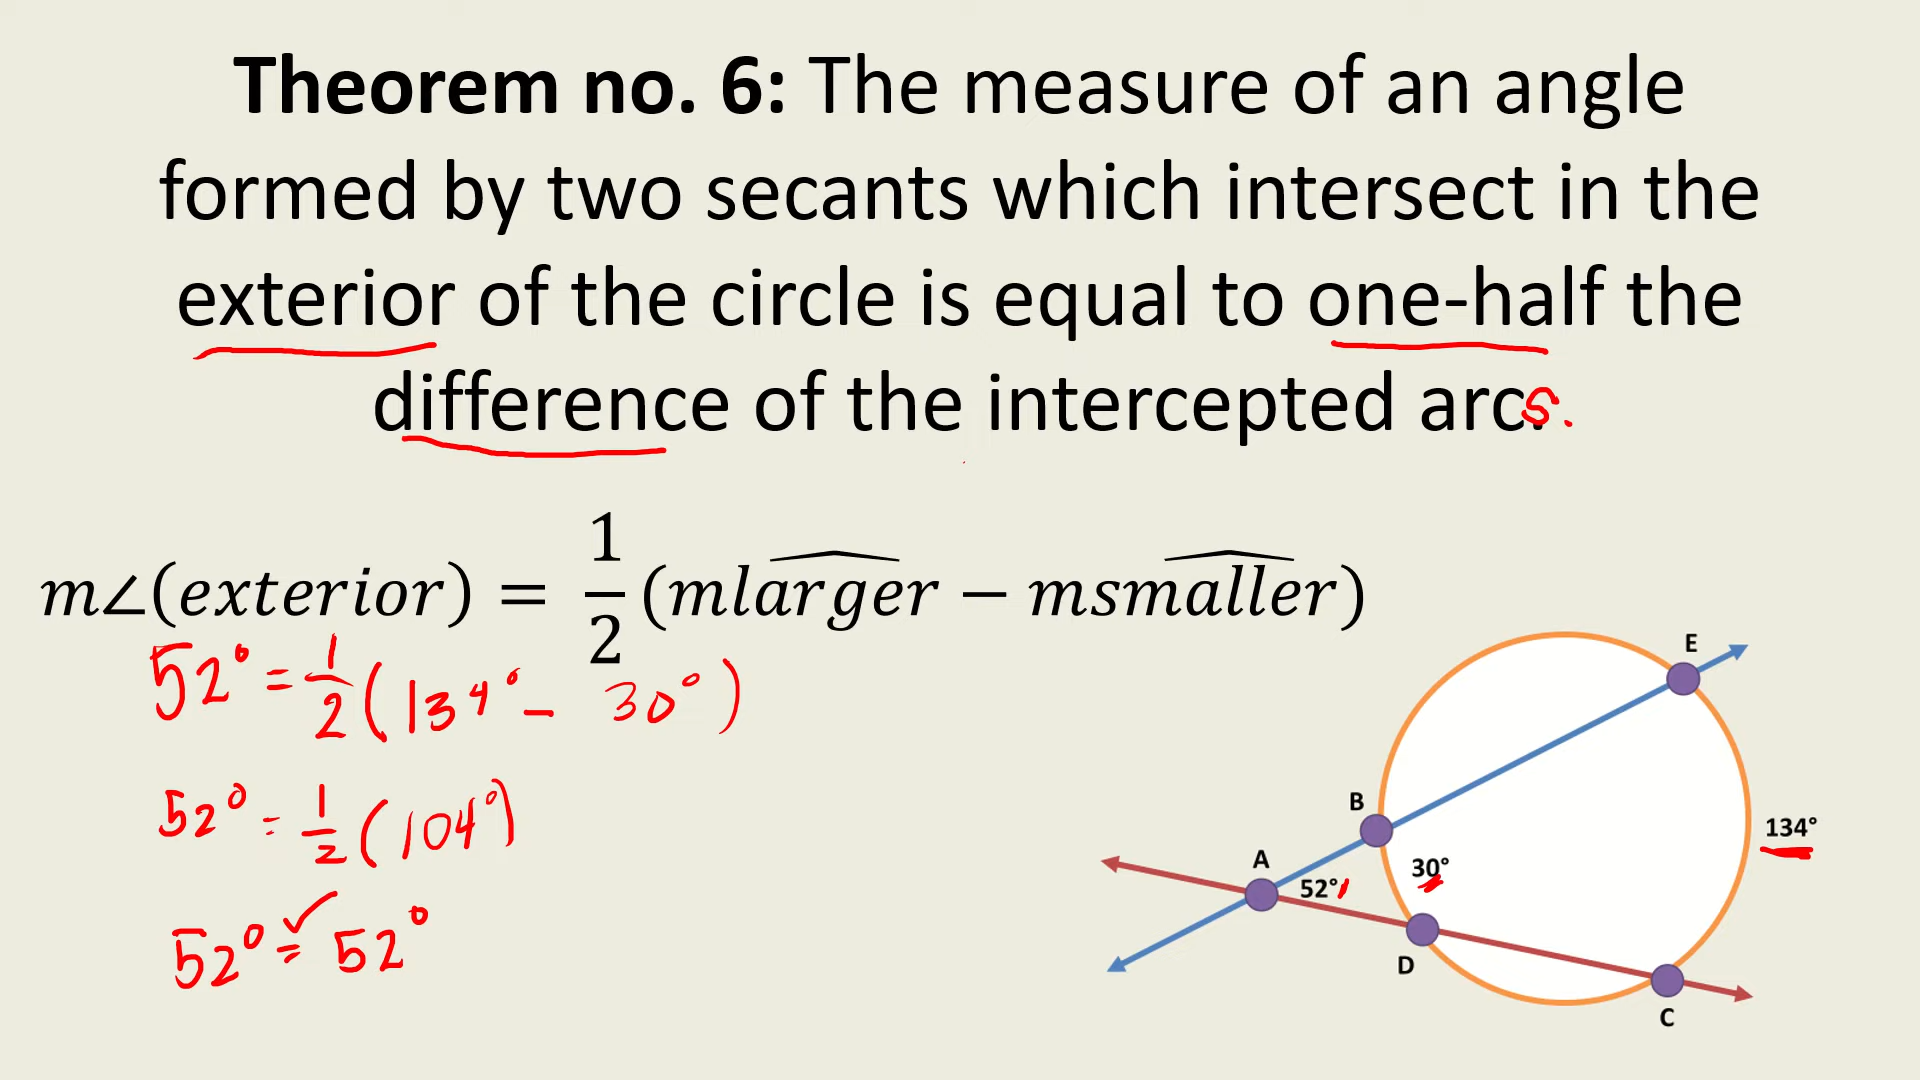 Theorem no. 6: The measure of an angle
formed by two secants which intersect in the
exterior of the circle is equal to one-half the
difference of the intercepted arcs.
m∠(exterior) = 1/2 (mlarger − msmaller)
52° = 1/2 (134° − 30°)
52° = 1/2 (104°)
52° = 52°
E
B
134°
A
30°
52°
D
C